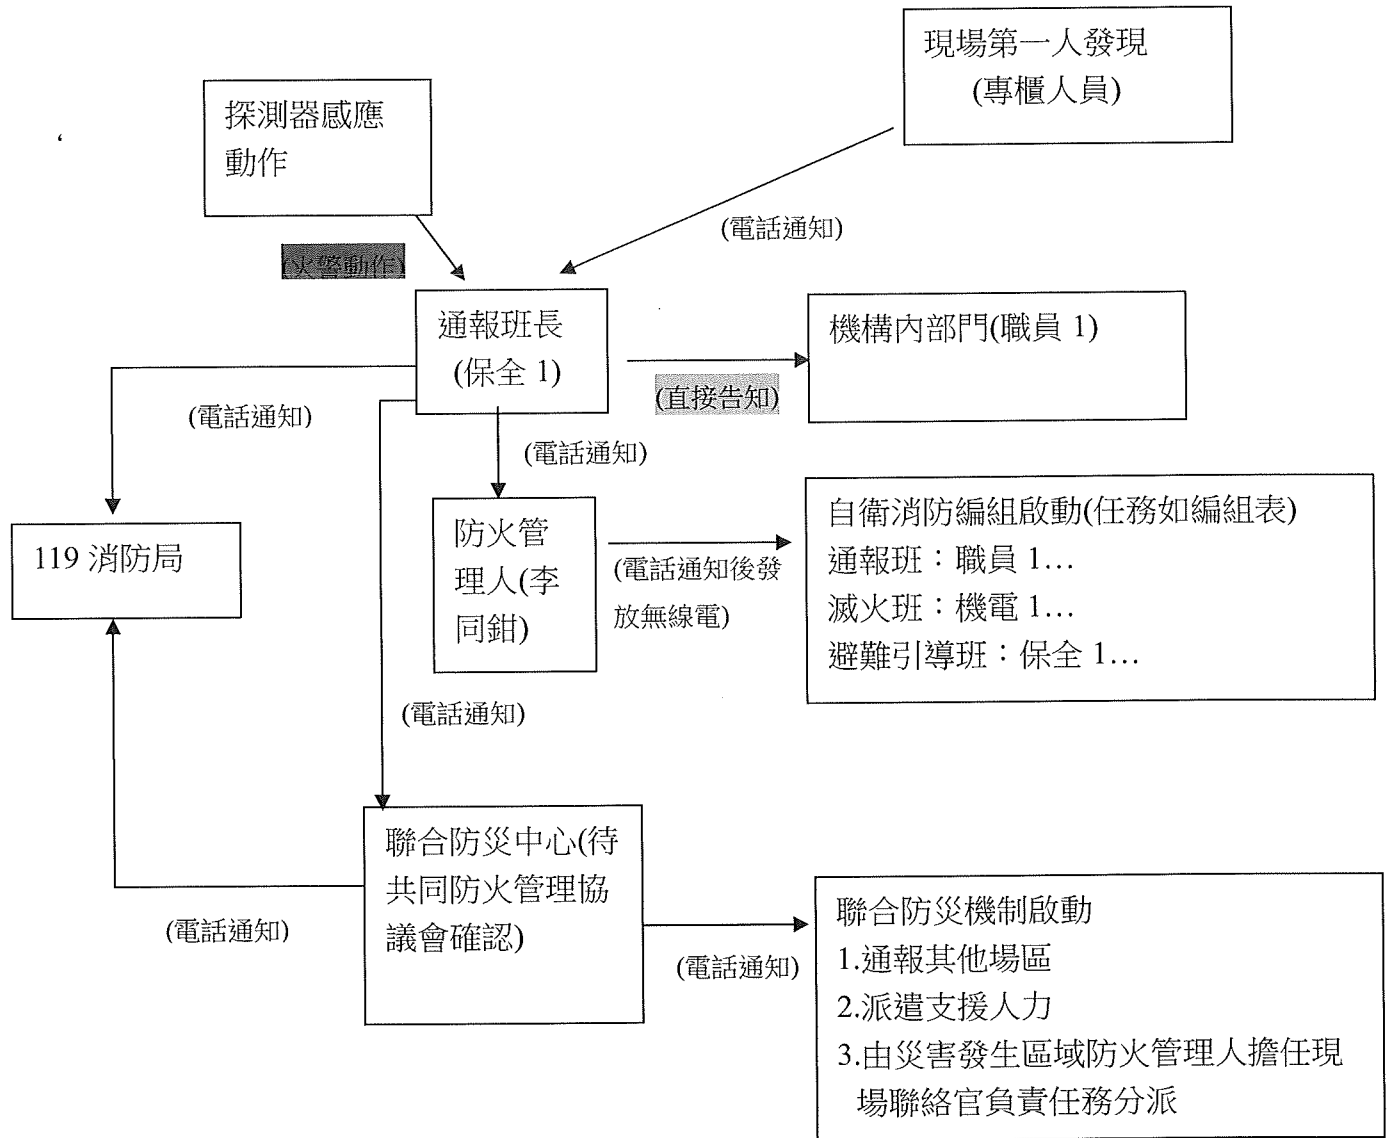 現場第一人發現
(專櫃人員)
探測器感應
動作
(電話通知)
(火警動作)
通報班長
(保全 1)
機構內部門(職員 1)
(直接告知)
(電話通知)
(電話通知)
119 消防局
防火管
理人(李
同鉗)
(電話通知後發
放無線電)
自衛消防編組啟動(任務如編組表)
通報班：職員 1…
滅火班：機電 1…
避難引導班：保全 1…
(電話通知)
聯合防災中心(待
共同防火管理協
議會確認)
(電話通知)
(電話通知)
聯合防災機制啟動
1.通報其他場區
2.派遣支援人力
3.由災害發生區域防火管理人擔任現
場聯絡官負責任務分派